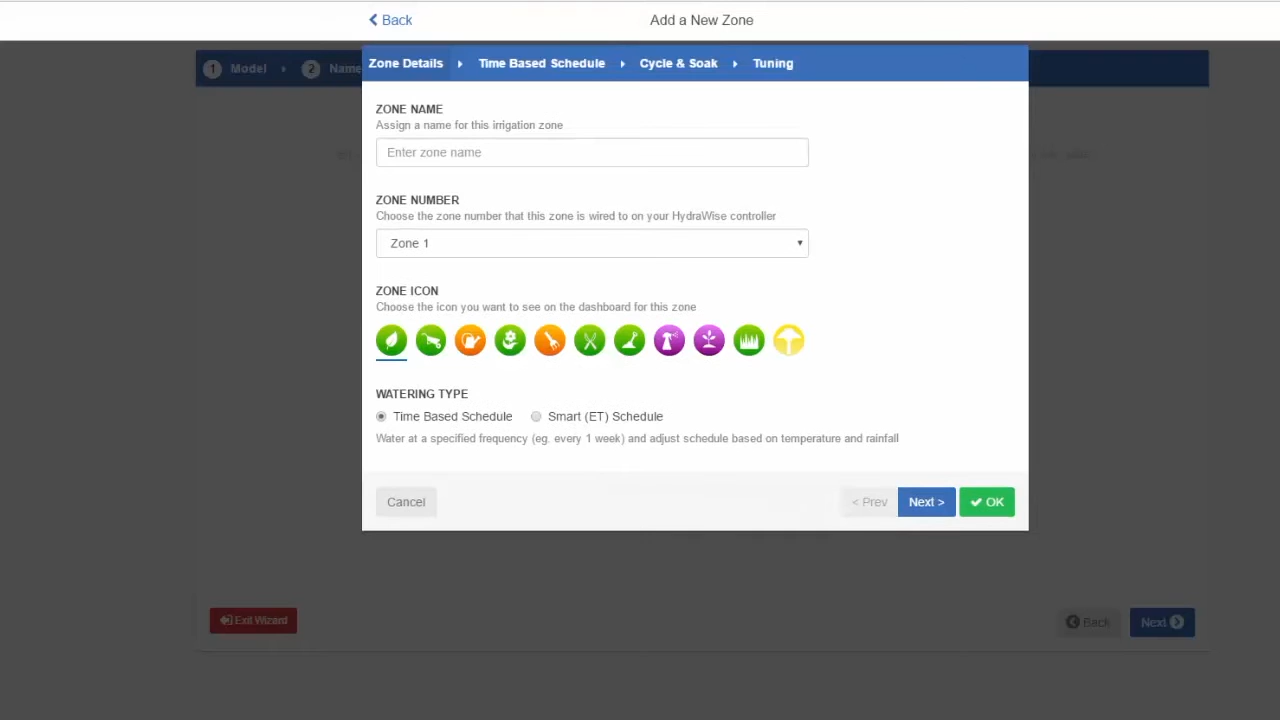 Back
Add a New Zone
1 Model
2 Name
Zone Details
Time Based Schedule
Cycle & Soak
Tuning
ZONE NAME
Assign a name for this irrigation zone
Enter zone name
ZONE NUMBER
Choose the zone number that this zone is wired to on your HydraWise controller
Zone 1
ZONE ICON
Choose the icon you want to see on the dashboard for this zone
WATERING TYPE
Time Based Schedule
Smart (ET) Schedule
Water at a specified frequency (eg. every 1 week) and adjust schedule based on temperature and rainfall
Cancel
< Prev
Next >
OK
Exit Wizard
Back
Next